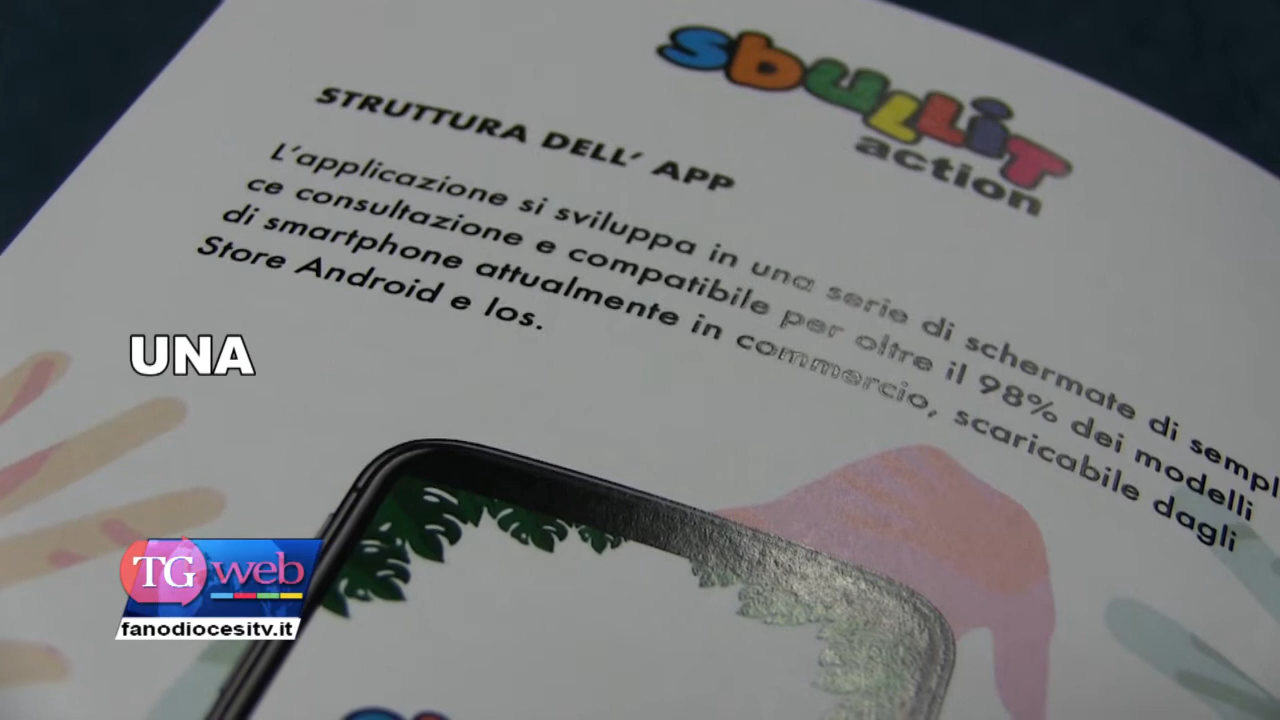 sbuLLiT
action
STRUTTURA DELL' APP
L'applicazione si sviluppa in una serie di schermate di sempl
ce consultazione e compatibile per oltre il 98% dei modelli
di smartphone attualmente in commercio, scaricabile dagli
Store Android e Ios.
UNA
TG web
fanodiocesitv.it